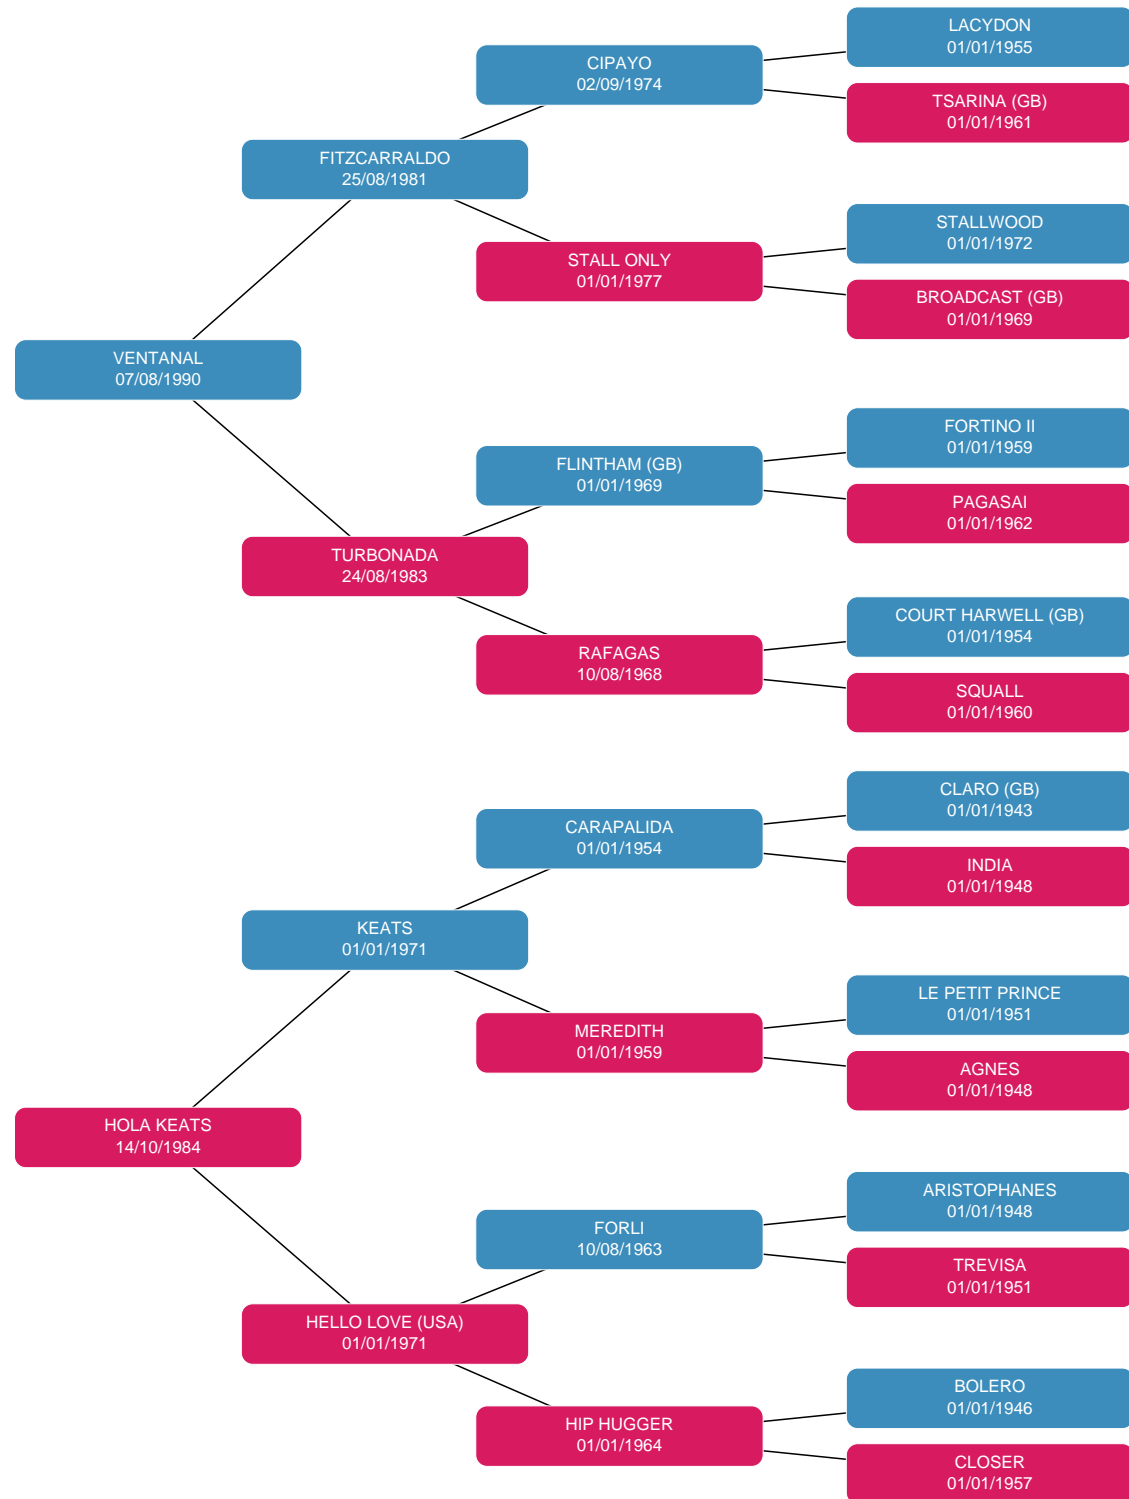 LACYDON
01/01/1955
CIPAYO
02/09/1974
TSARINA (GB)
01/01/1961
FITZCARRALDO
25/08/1981
STALLWOOD
01/01/1972
STALL ONLY
01/01/1977
BROADCAST (GB)
01/01/1969
VENTANAL
07/08/1990
FORTINO II
01/01/1959
FLINTHAM (GB)
01/01/1969
PAGASAI
01/01/1962
TURBONADA
24/08/1983
COURT HARWELL (GB)
01/01/1954
RAFAGAS
10/08/1968
SQUALL
01/01/1960
CLARO (GB)
01/01/1943
CARAPALIDA
01/01/1954
INDIA
01/01/1948
KEATS
01/01/1971
LE PETIT PRINCE
01/01/1951
MEREDITH
01/01/1959
AGNES
01/01/1948
HOLA KEATS
14/10/1984
ARISTOPHANES
01/01/1948
FORLI
10/08/1963
TREVISA
01/01/1951
HELLO LOVE (USA)
01/01/1971
BOLERO
01/01/1946
HIP HUGGER
01/01/1964
CLOSER
01/01/1957